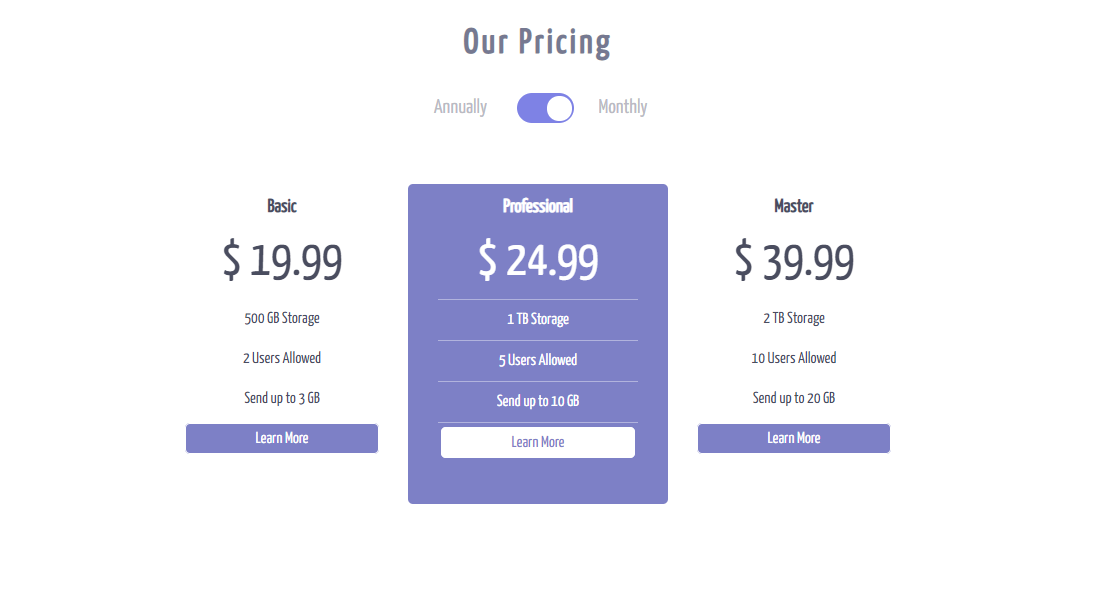 Our Pricing
Annually
Monthly
Basic
$ 19.99
500 GB Storage
2 Users Allowed
Send up to 3 GB
Learn More
Professional
$ 24.99
1 TB Storage
5 Users Allowed
Send up to 10 GB
Learn More
Master
$ 39.99
2 TB Storage
10 Users Allowed
Send up to 20 GB
Learn More